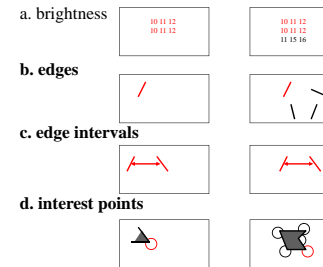 a. brightness
10 11 12
10 11 12
10 11 12
10 11 12
11 15 16
b. edges
c. edge intervals
d. interest points